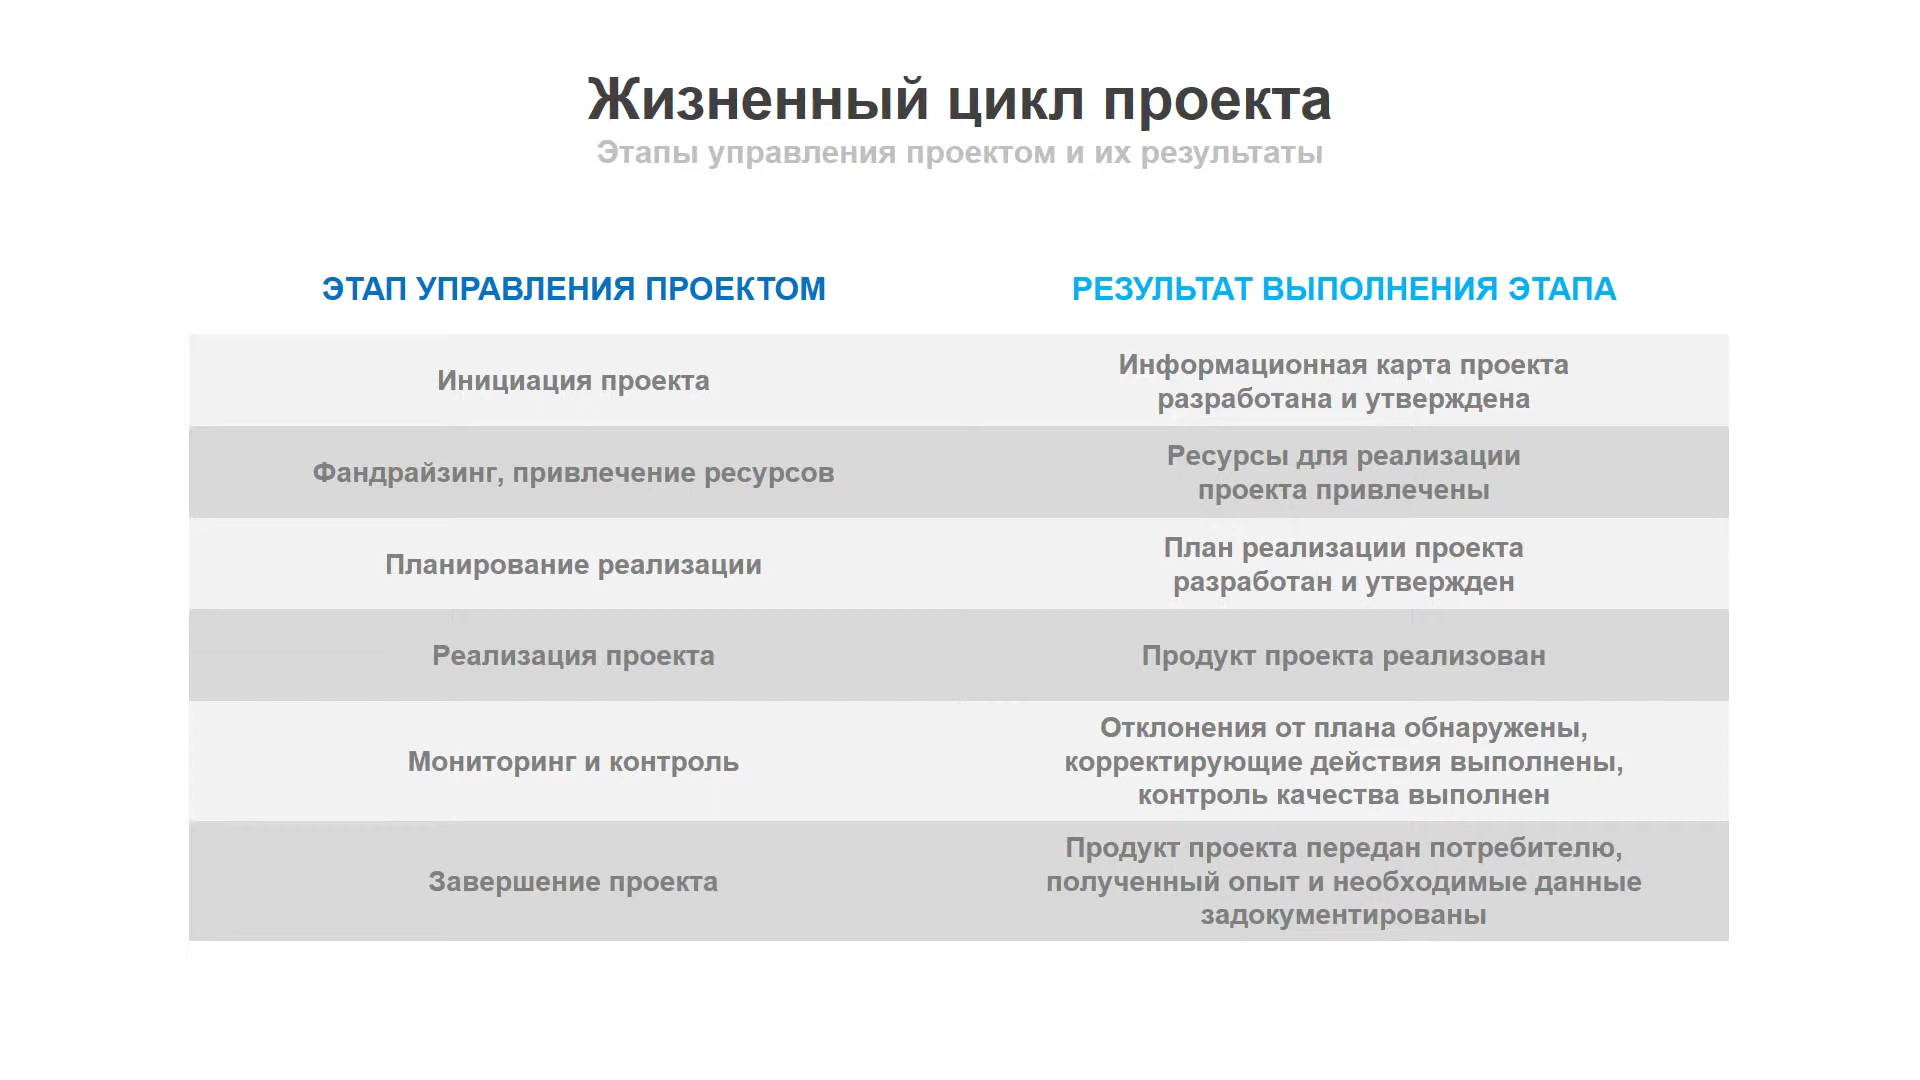 Жизненный цикл проекта
Этапы управления проектом и их результаты
ЭТАП УПРАВЛЕНИЯ ПРОЕКТОМ
РЕЗУЛЬТАТ ВЫПОЛНЕНИЯ ЭТАПА
Инициация проекта
Информационная карта проекта
разработана и утверждена
Фандрайзинг, привлечение ресурсов
Ресурсы для реализации
проекта привлечены
Планирование реализации
План реализации проекта
разработан и утвержден
Реализация проекта
Продукт проекта реализован
Мониторинг и контроль
Отклонения от плана обнаружены,
корректирующие действия выполнены,
контроль качества выполнен
Завершение проекта
Продукт проекта передан потребителю,
полученный опыт и необходимые данные
задокументированы